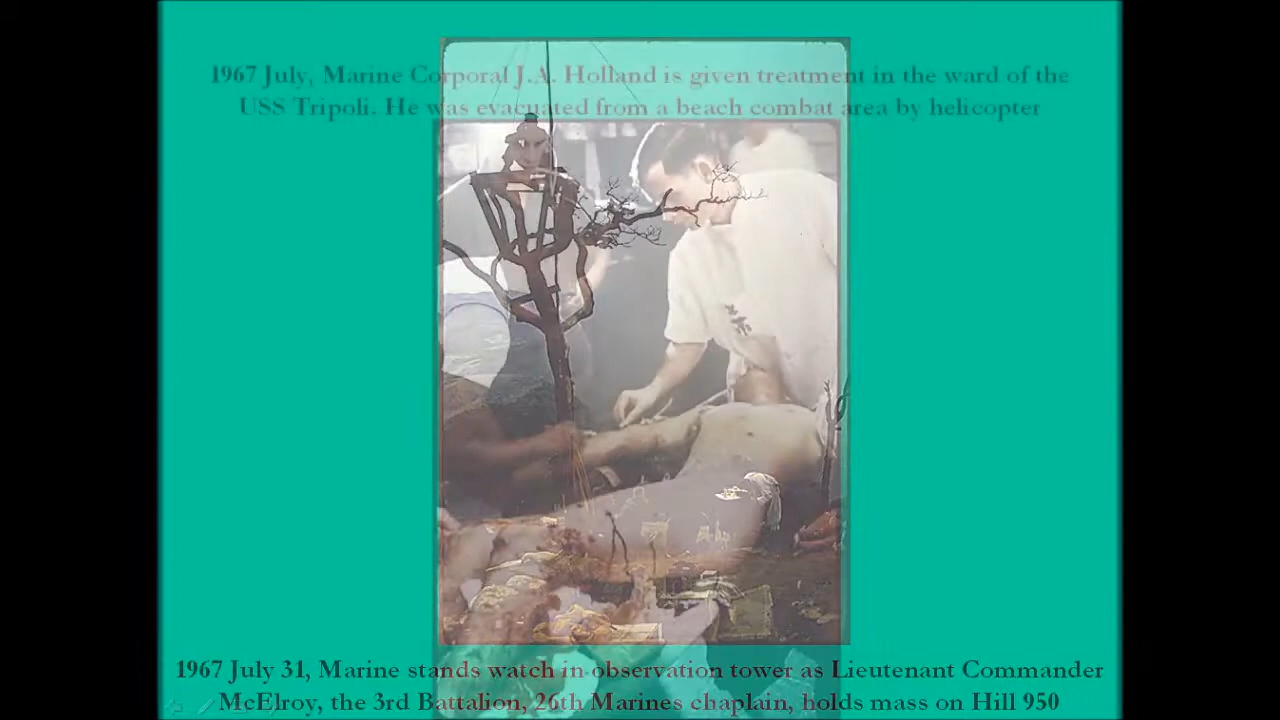 1967 July, Marine Corporal J.A. Holland is given treatment in the ward of the
USS Tripoli. He was evacuated from a beach combat area by helicopter
1967 July 31, Marine stands watch in observation tower as Lieutenant Commander
McElroy, the 3rd Battalion, 26th Marines chaplain, holds mass on Hill 950